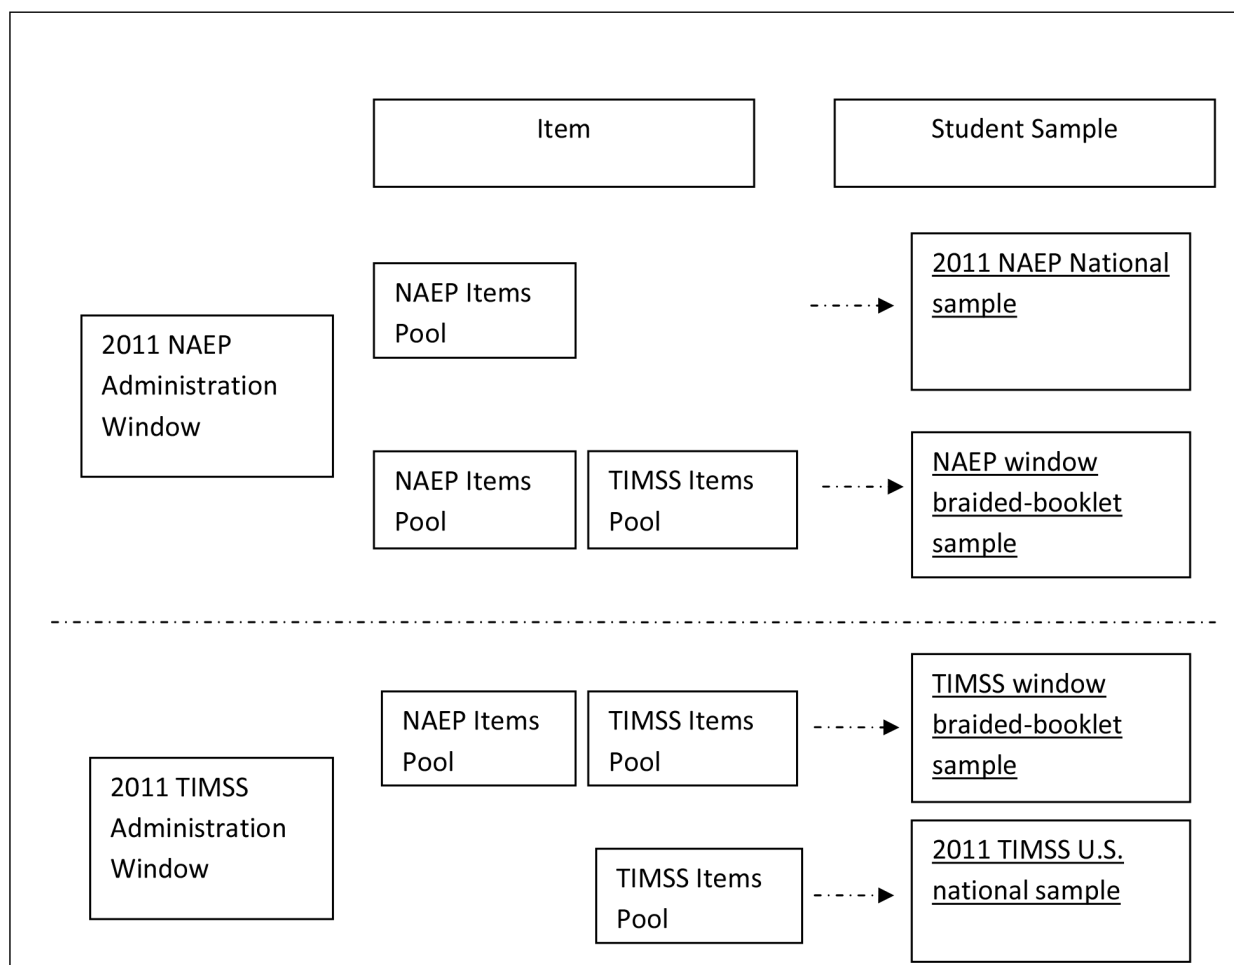 Item
Student Sample
2011 NAEP
Administration
Window
NAEP Items
Pool
2011 NAEP National
sample
NAEP Items
Pool
TIMSS Items
Pool
NAEP window
braided-booklet
sample
2011 TIMSS
Administration
Window
NAEP Items
Pool
TIMSS Items
Pool
TIMSS window
braided-booklet
sample
TIMSS Items
Pool
2011 TIMSS U.S.
national sample